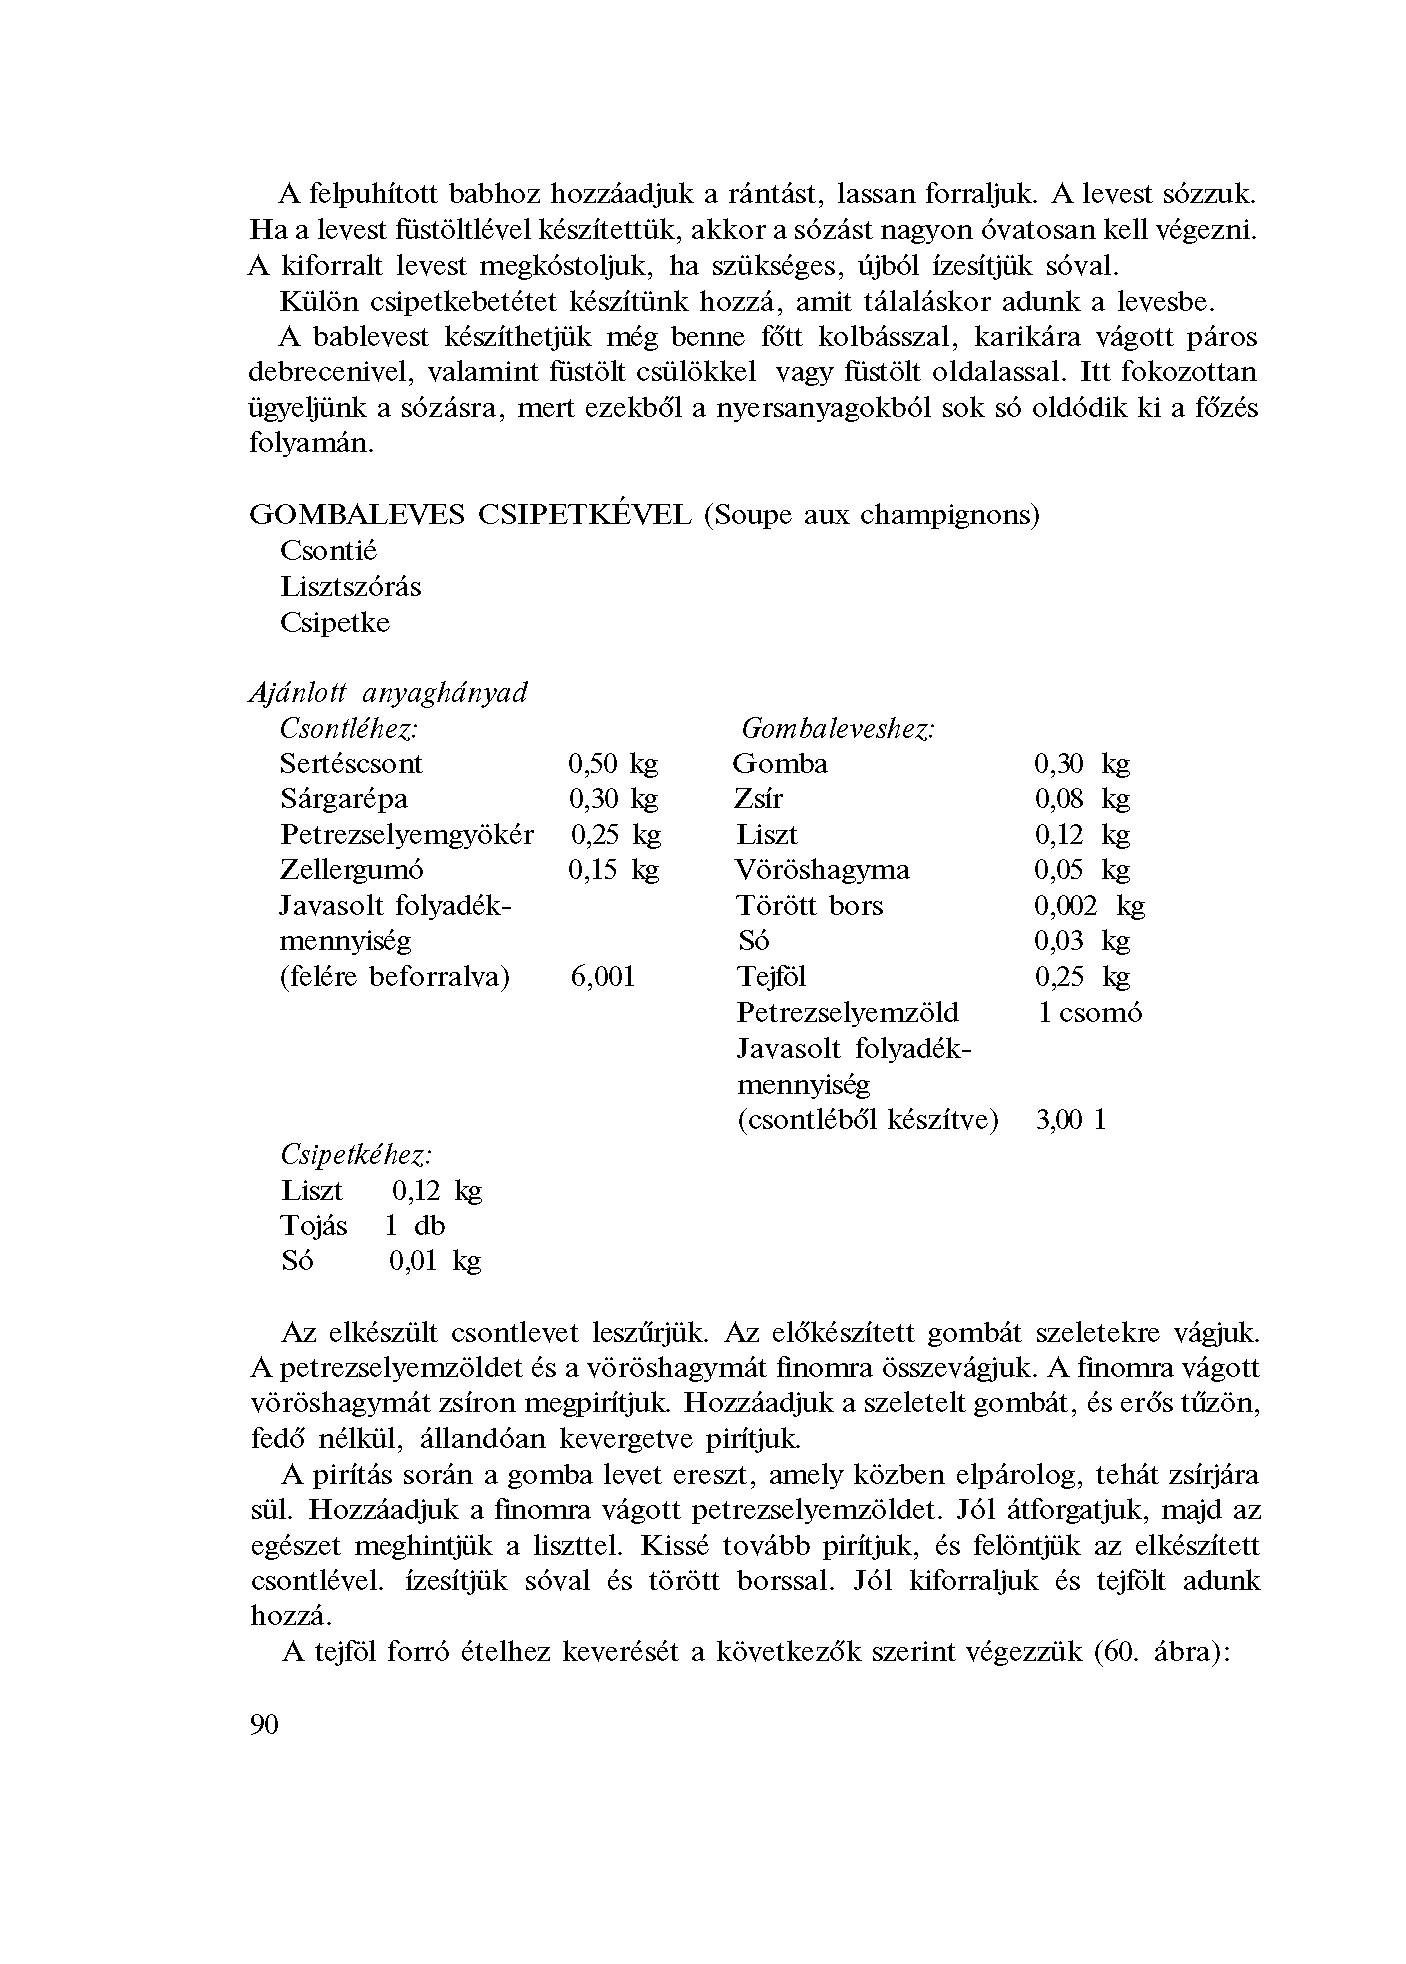 A felpuhított babhoz hozzáadjuk a rántást, lassan forraljuk. A levest sózzuk.
Ha a levest füstöltlével készítettük, akkor a sózást nagyon óvatosan kell végezni.
A kiforralt levest megkóstoljuk, ha szükséges, újból ízesítjük sóval.
Külön csipetkebetétet készítünk hozzá, amit tálaláskor adunk a levesbe.
A bablevest készíthetjük még benne főtt kolbásszal, karikára vágott páros
debrecenivel, valamint füstölt csülökkel vagy füstölt oldalassal. Itt fokozottan
ügyeljünk a sózásra, mert ezekből a nyersanyagokból sok só oldódik ki a főzés
folyamán.
GOMBALEVES CSIPETKÉVEL (Soupe aux champignons)
Csontié
Lisztszórás
Csipetke
Ajánlott anyaghányad
Csontléhez:
Sertéscsont 0,50 kg
Sárgarépa 0,30 kg
Petrezselyemgyökér 0,25 kg
Zellergumó 0,15 kg
Javasolt folyadék-
mennyiség
(felére beforralva) 6,001
Gombaleveshez:
Gomba 0,30 kg
Zsír 0,08 kg
Liszt 0,12 kg
Vöröshagyma 0,05 kg
Törött bors 0,002 kg
Só 0,03 kg
Tejföl 0,25 kg
Petrezselyemzöld 1 csomó
Javasolt folyadék-
mennyiség
(csontléből készítve) 3,00 1
Csipetkéhez:
Liszt 0,12 kg
Tojás 1 db
Só 0,01 kg
Az elkészült csontlevet leszűrjük. Az előkészített gombát szeletekre vágjuk.
A petrezselyemzöldet és a vöröshagymát finomra összevágjuk. A finomra vágott
vöröshagymát zsíron megpirítjuk. Hozzáadjuk a szeletelt gombát, és erős tűzön,
fedő nélkül, állandóan kevergetve pirítjuk.
A pirítás során a gomba levet ereszt, amely közben elpárolog, tehát zsírjára
sül. Hozzáadjuk a finomra vágott petrezselyemzöldet. Jól átforgatjuk, majd az
egészet meghintjük a liszttel. Kissé tovább pirítjuk, és felöntjük az elkészített
csontlével. ízesítjük sóval és törött borssal. Jól kiforraljuk és tejfölt adunk
hozzá.
A tejföl forró ételhez keverését a következők szerint végezzük (60. ábra):
90